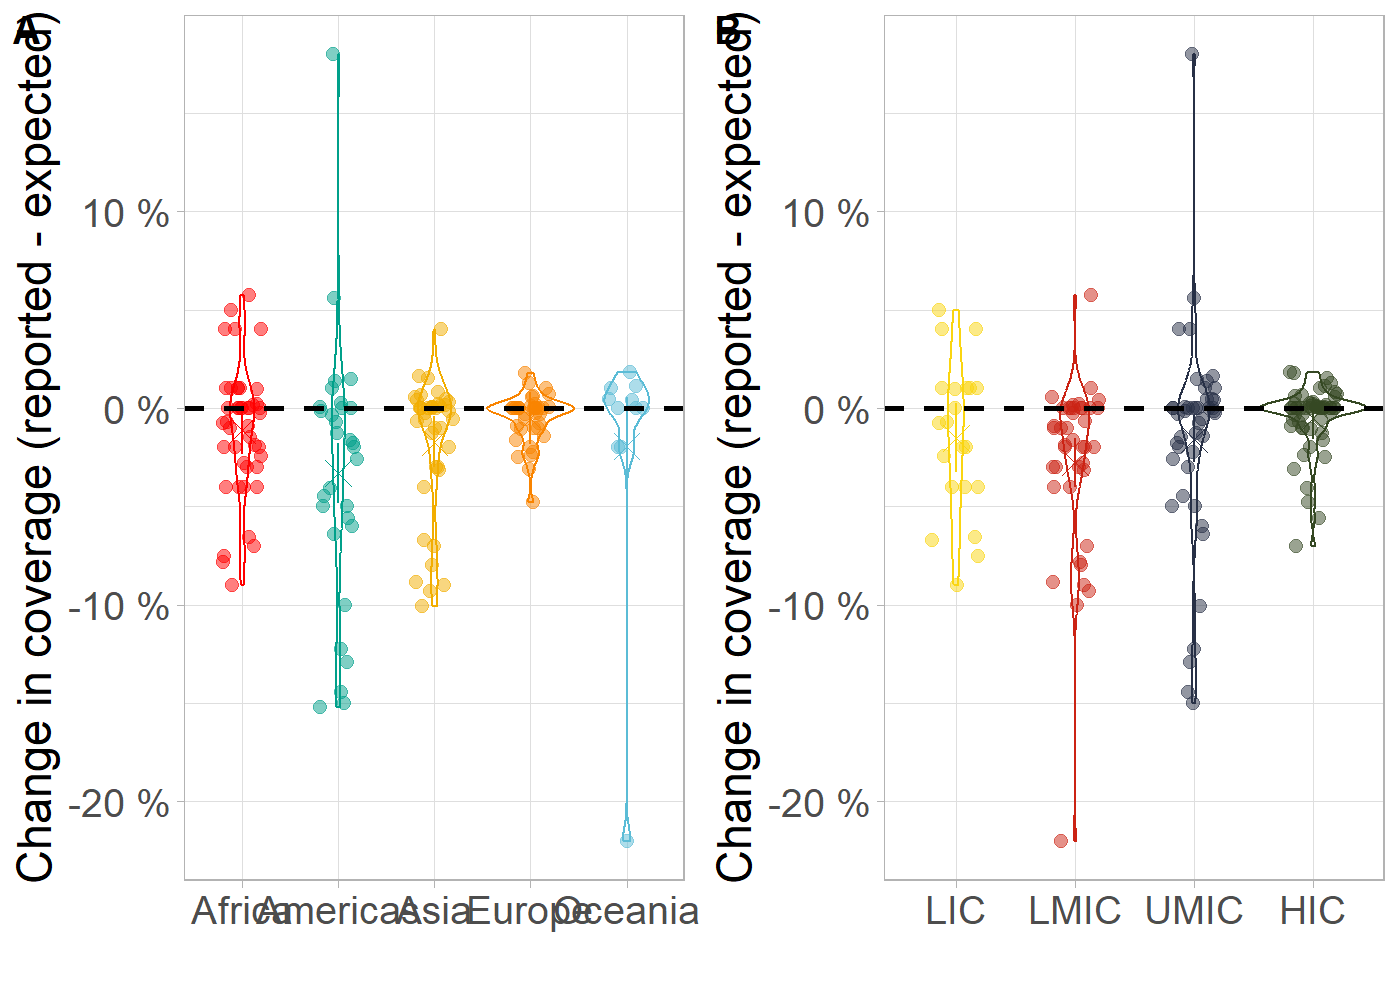 A
Change in coverage (reported - expected)
10 %
0 %
-10 %
-20 %
Africa Americas Asia Europe Oceania
B
Change in coverage (reported - expected)
10 %
0 %
-10 %
-20 %
LIC LMIC UMIC HIC